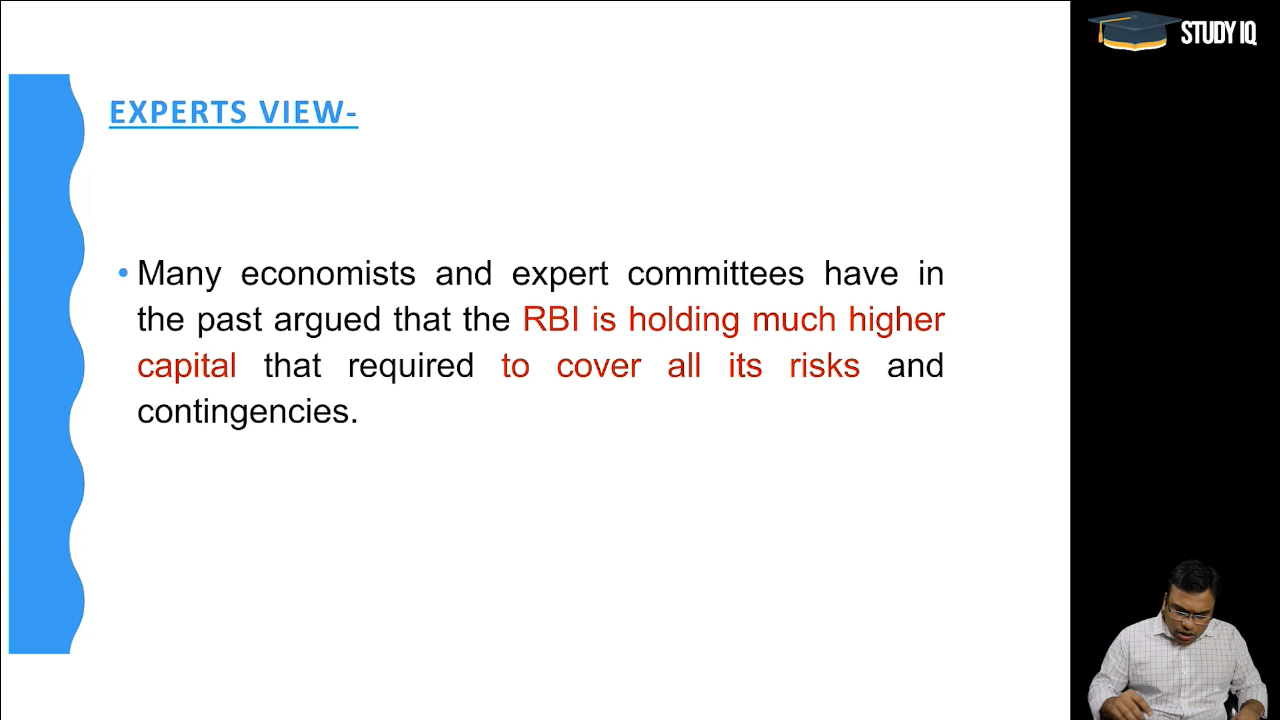 STUDY IQ
EXPERTS VIEW-
• Many economists and expert committees have in
the past argued that the RBI is holding much higher
capital that required to cover all its risks and
contingencies.